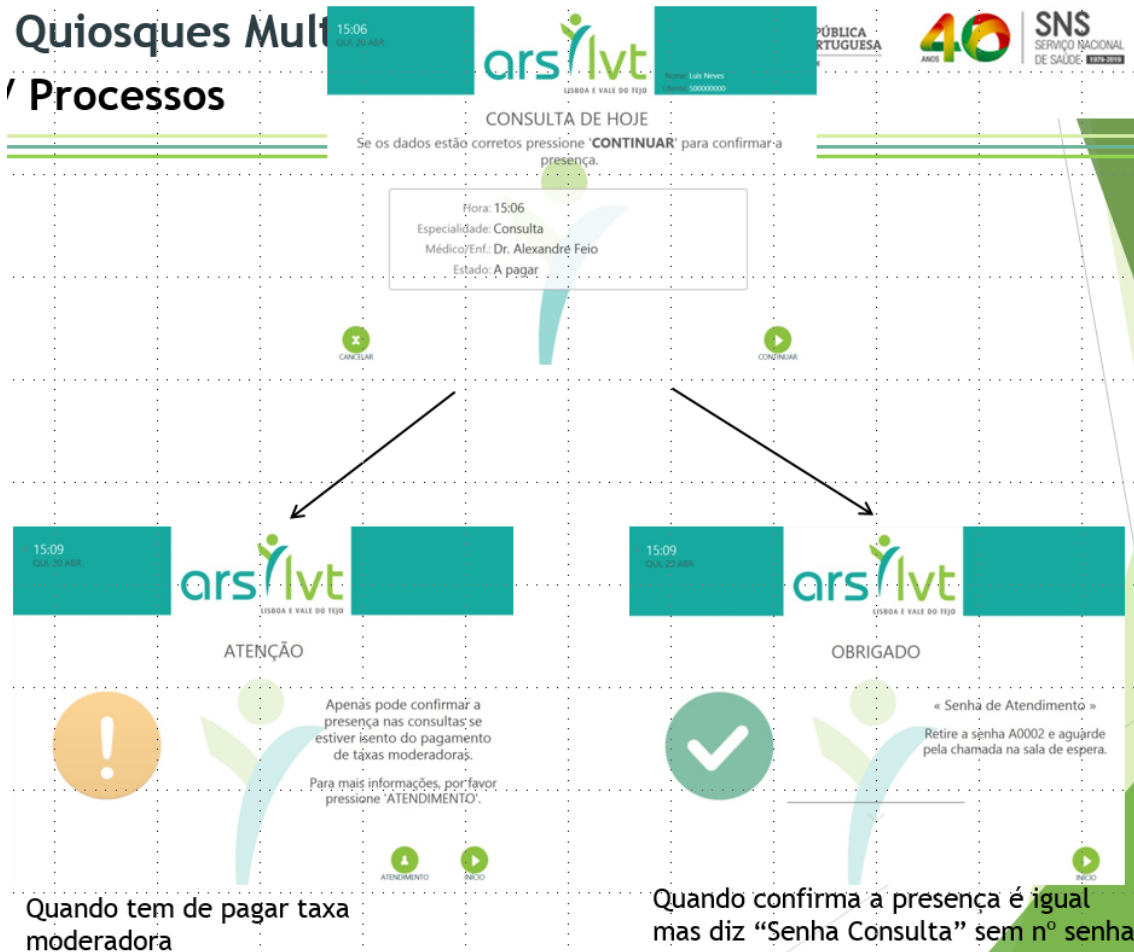 Quiosques Mult
/ Processos
15:06
QUI, 20 ABR
ars lvt
LISBOA E VALE DO TEJO
Nome: Luís Neves
Utente: 500000000
PÚBLICA
RTUGUESA
40
ANOS
SNS
SERVIÇO NACIONAL
DE SAÚDE 1979-2019
CONSULTA DE HOJE
Se os dados estão corretos pressione 'CONTINUAR' para confirmar a
presença.
Hora: 15:06
Especialidade: Consulta
Médico/Enf.: Dr. Alexandre Feio
Estado: A pagar
CANCELAR
CONTINUAR
15:09
QUI, 20 ABR
ars lvt
LISBOA E VALE DO TEJO
ATENÇÃO
Apenas pode confirmar a
presença nas consultas se
estiver isento do pagamento
de taxas moderadoras.
Para mais informações, por favor
pressione 'ATENDIMENTO'.
ATENDIMENTO
INÍCIO
Quando tem de pagar taxa
moderadora
15:09
QUI, 20 ABR
ars lvt
LISBOA E VALE DO TEJO
OBRIGADO
« Senha de Atendimento »
Retire a senha A0002 e aguarde
pela chamada na sala de espera.
INÍCIO
Quando confirma a presença é igual
mas diz “Senha Consulta” sem nº senha